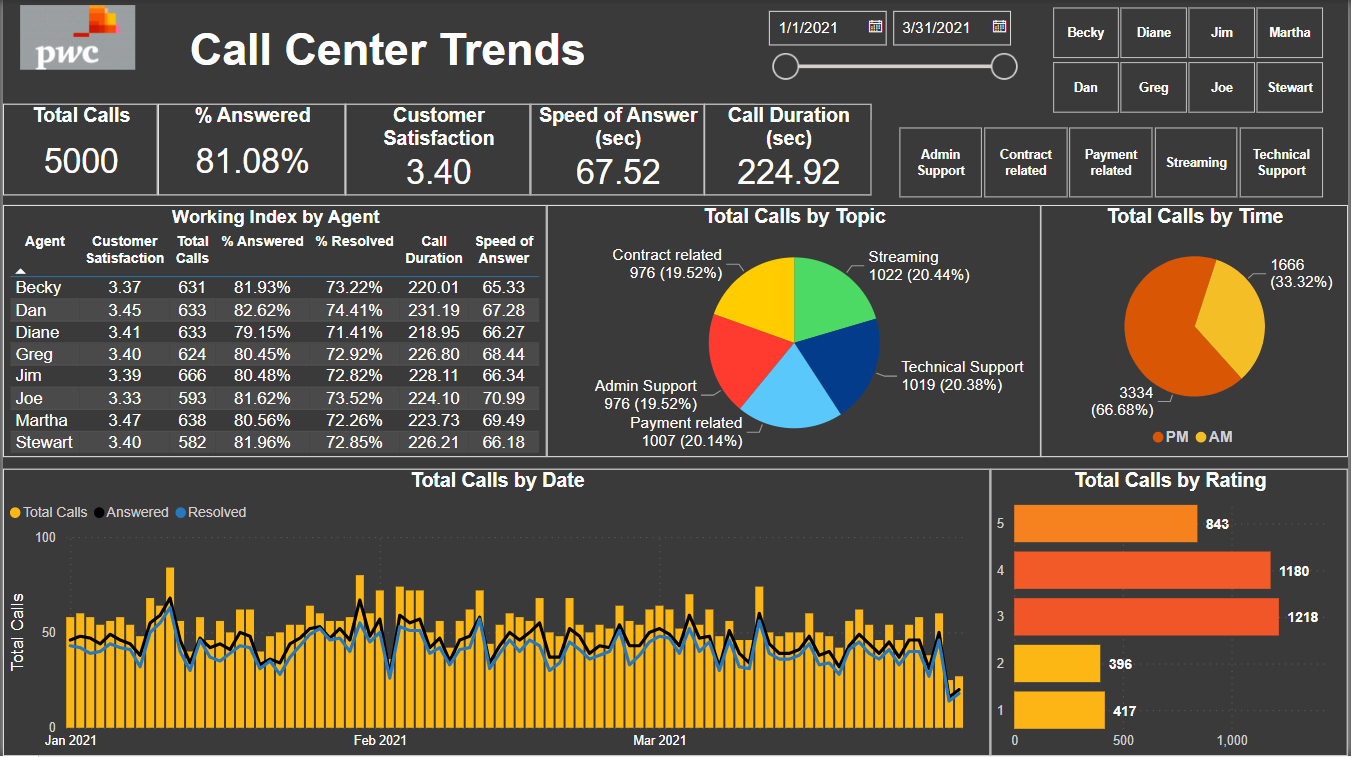 pwc
Call Center Trends
1/1/2021
3/31/2021
Becky
Diane
Jim
Martha
Dan
Greg
Joe
Stewart
Total Calls
5000
% Answered
81.08%
Customer
Satisfaction
3.40
Speed of Answer
(sec)
67.52
Call Duration
(sec)
224.92
Admin
Support
Contract
related
Payment
related
Streaming
Technical
Support
Working Index by Agent
Agent Customer Satisfaction Total Calls % Answered % Resolved Call Duration Speed of Answer
Becky 3.37 631 81.93% 73.22% 220.01 65.33
Dan 3.45 633 82.62% 74.41% 231.19 67.28
Diane 3.41 633 79.15% 71.41% 218.95 66.27
Greg 3.40 624 80.45% 72.92% 226.80 68.44
Jim 3.39 666 80.48% 72.82% 228.11 66.34
Joe 3.33 593 81.62% 73.52% 224.10 70.99
Martha 3.47 638 80.56% 72.26% 223.73 69.49
Stewart 3.40 582 81.96% 72.85% 226.21 66.18
Total Calls by Topic
Contract related
976 (19.52%)
Streaming
1022 (20.44%)
Technical Support
1019 (20.38%)
Admin Support
976 (19.52%)
Payment related
1007 (20.14%)
Total Calls by Time
1666
(33.32%)
3334
(66.68%)
PM AM
Total Calls by Date
Total Calls Answered Resolved
Total Calls
100
50
0
Jan 2021 Feb 2021 Mar 2021
Total Calls by Rating
5 843
4 1180
3 1218
2 396
1 417
0 500 1,000